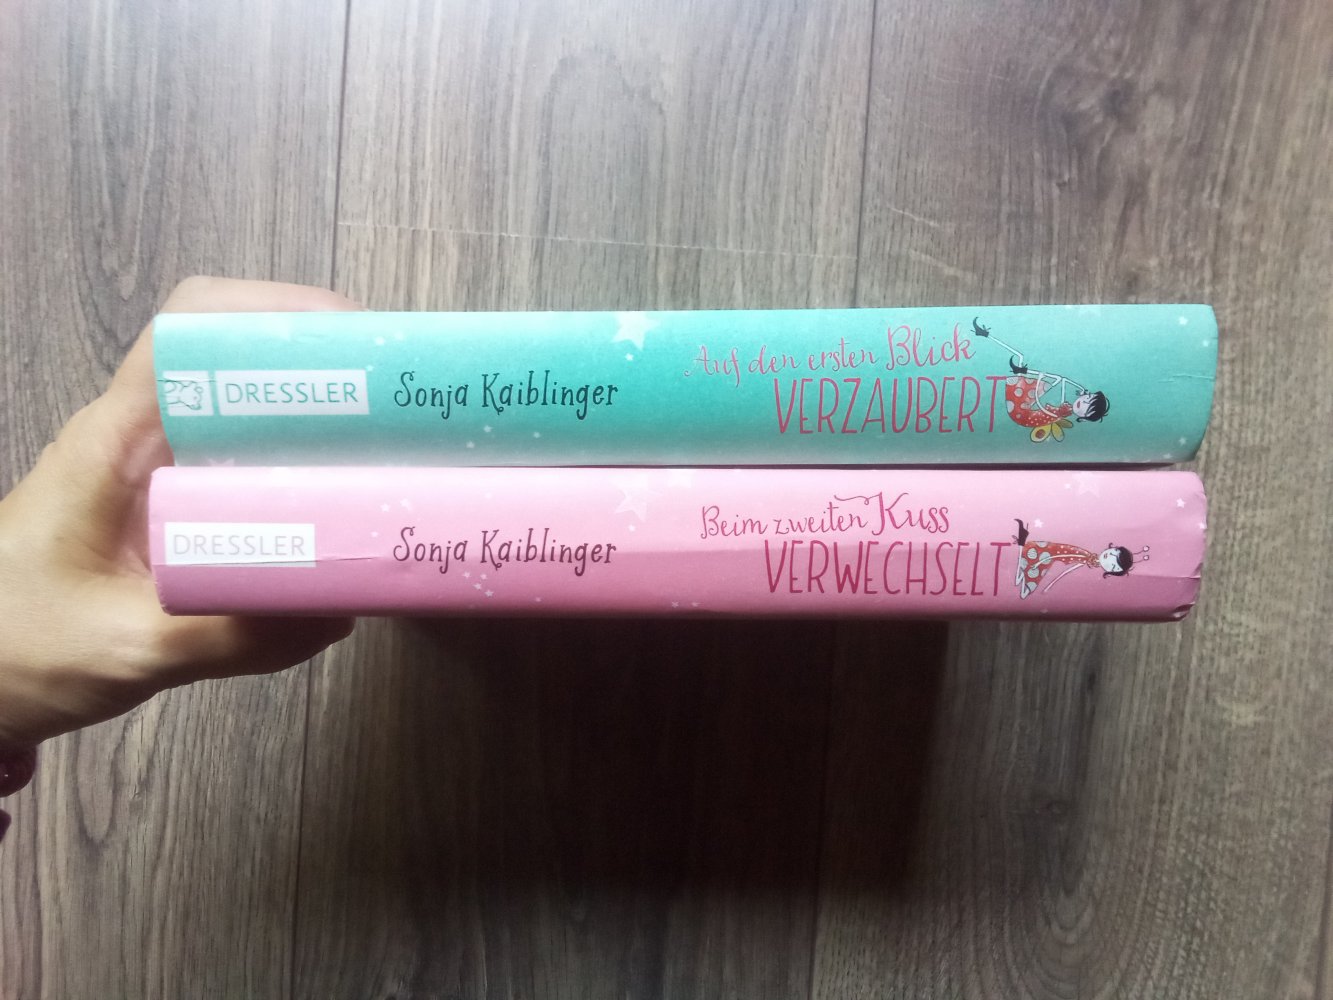 DRESSLER
Sonja Kaiblinger
Auf den ersten Blick
VERZAUBERT
DRESSLER
Sonja Kaiblinger
Beim zweiten Kuss
VERWECHSELT